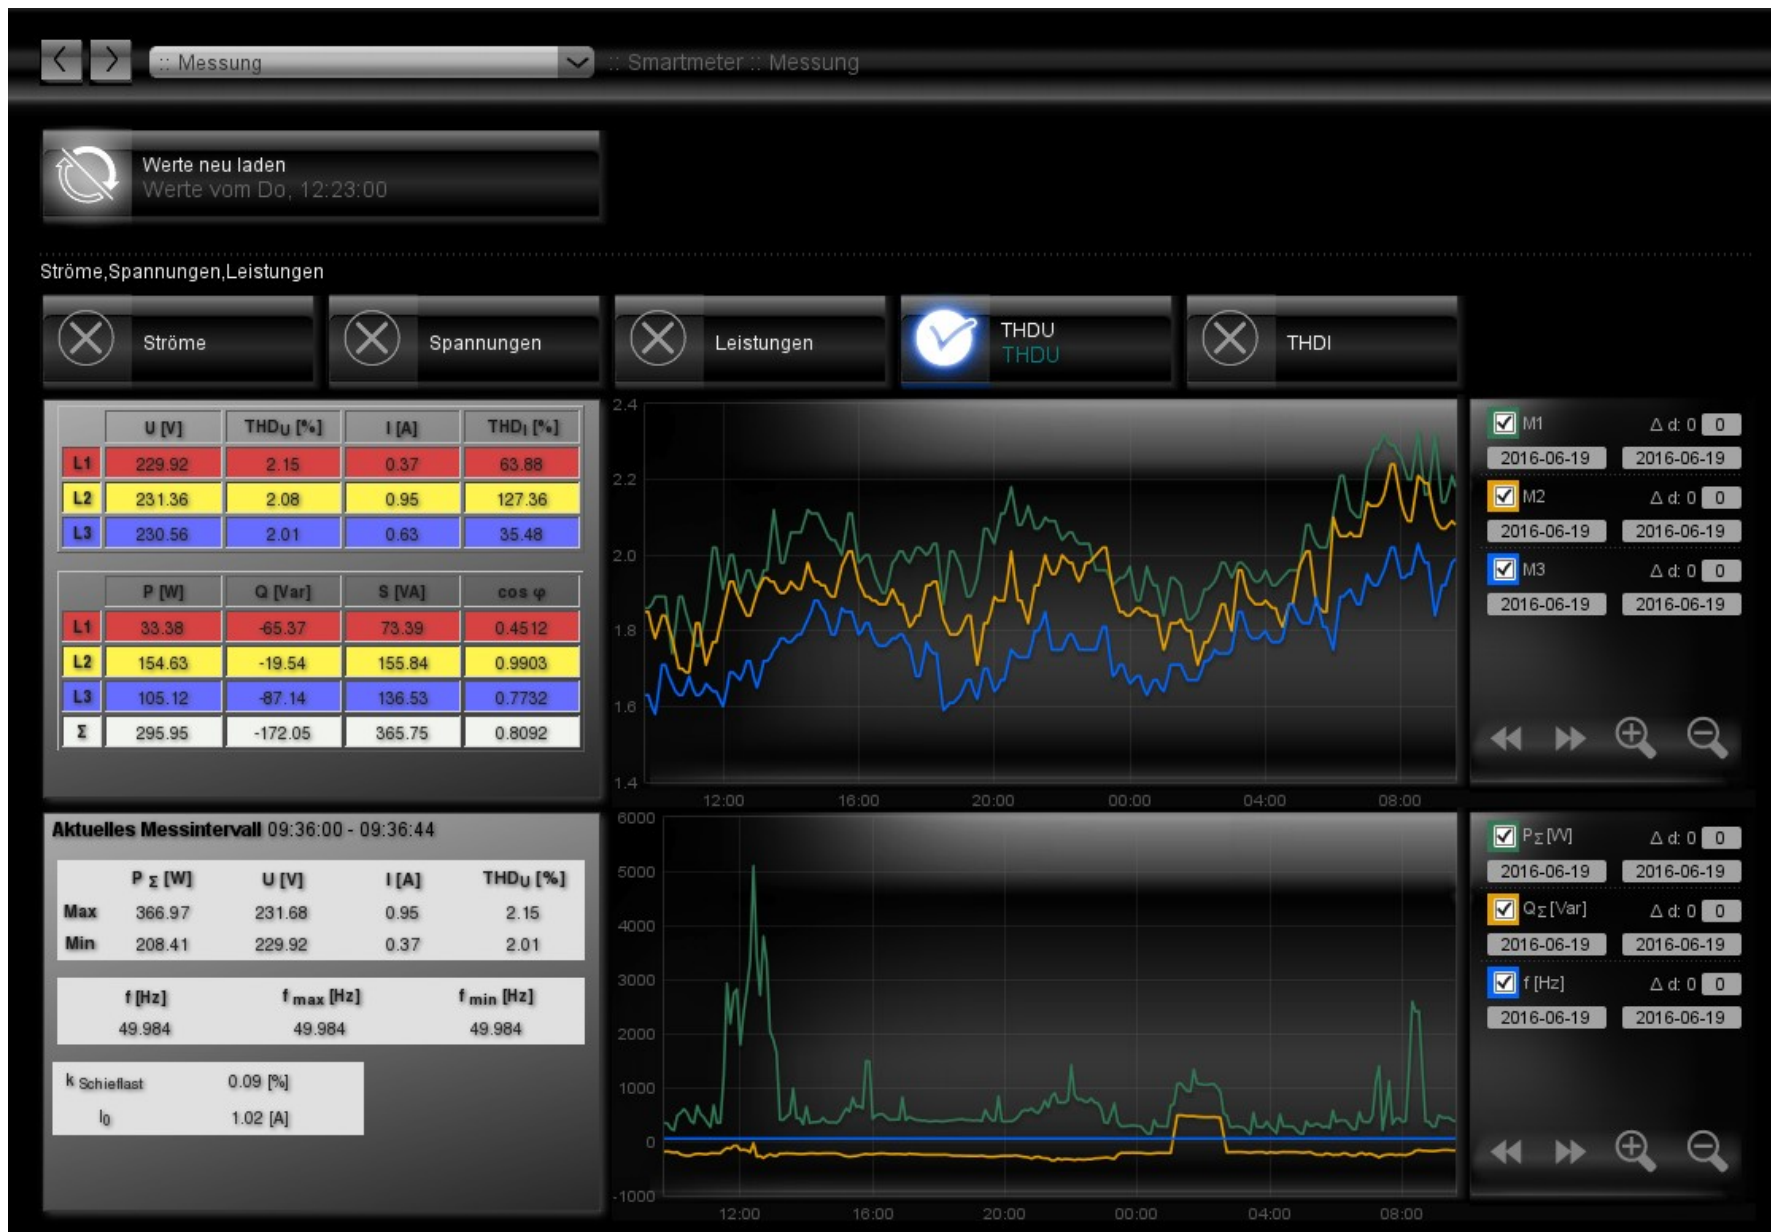 :: Messung :: Smartmeter :: Messung
Werte neu laden
Werte vom Do, 12:23:00
Ströme,Spannungen,Leistungen
Ströme Spannungen Leistungen THDU THDI
THDU
U [V] THDU [%] I [A] THDI [%]
L1 229.92 2.15 0.37 63.88
L2 231.36 2.08 0.95 127.36
L3 230.56 2.01 0.63 35.48
P [W] Q [Var] S [VA] cos φ
L1 33.38 -65.37 73.39 0.4512
L2 154.63 -19.54 155.84 0.9903
L3 105.12 -87.14 136.53 0.7732
Σ 295.95 -172.05 365.75 0.8092
2.4
2.2
2.0
1.8
1.6
1.4
12:00 16:00 20:00 00:00 04:00 08:00
M1 Δ d: 0 0
2016-06-19 2016-06-19
M2 Δ d: 0 0
2016-06-19 2016-06-19
M3 Δ d: 0 0
2016-06-19 2016-06-19
Aktuelles Messintervall 09:36:00 - 09:36:44
P Σ [W] U [V] I [A] THDU [%]
Max 366.97 231.68 0.95 2.15
Min 208.41 229.92 0.37 2.01
f [Hz] f max [Hz] f min [Hz]
49.984 49.984 49.984
k Schieflast 0.09 [%]
I0 1.02 [A]
6000
5000
4000
3000
2000
1000
0
-1000
12:00 16:00 20:00 00:00 04:00 08:00
PΣ [W] Δ d: 0 0
2016-06-19 2016-06-19
QΣ [Var] Δ d: 0 0
2016-06-19 2016-06-19
f [Hz] Δ d: 0 0
2016-06-19 2016-06-19